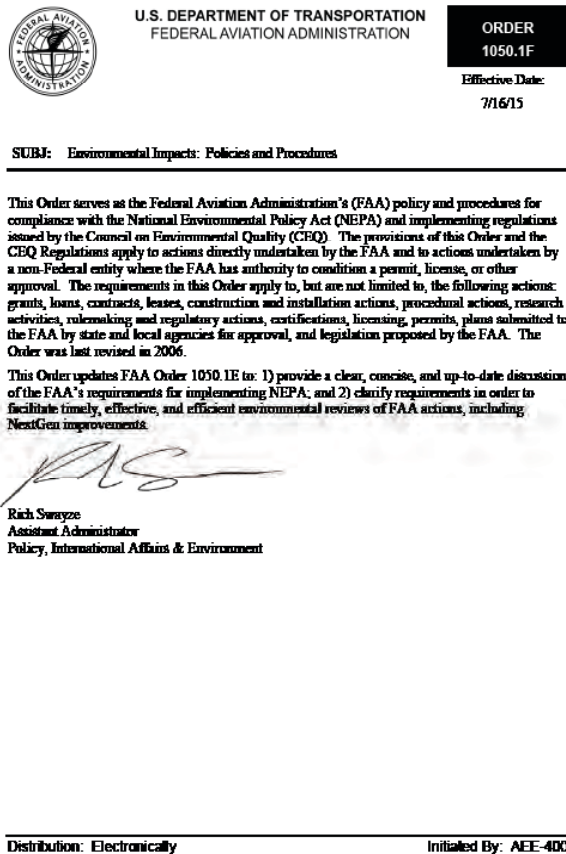 FEDERAL AVIATION
ADMINISTRATION
U.S. DEPARTMENT OF TRANSPORTATION
FEDERAL AVIATION ADMINISTRATION
ORDER
1050.1F
Effective Date:
7/16/15
SUBJ: Environmental Impacts: Policies and Procedures
This Order serves as the Federal Aviation Administration's (FAA) policy and procedures for
compliance with the National Environmental Policy Act (NEPA) and implementing regulations
issued by the Council on Environmental Quality (CEQ). The provisions of this Order and the
CEQ Regulations apply to actions directly undertaken by the FAA and to actions undertaken by
a non-Federal entity where the FAA has authority to condition a permit, license, or other
approval. The requirements in this Order apply to, but are not limited to, the following actions:
grants, loans, contracts, leases, construction and installation actions, procedural actions, research
activities, rulemaking and regulatory actions, certifications, licensing, permits, plans submitted to
the FAA by state and local agencies for approval, and legislation proposed by the FAA. The
Order was last revised in 2006.
This Order updates FAA Order 1050.1E to: 1) provide a clear, concise, and up-to-date discussion
of the FAA's requirements for implementing NEPA; and 2) clarify requirements in order to
facilitate timely, effective, and efficient environmental reviews of FAA actions, including
NextGen improvements.
Rich Swayze
Assistant Administrator
Policy, International Affairs & Environment
Distribution: Electronically
Initiated By: AEE-400